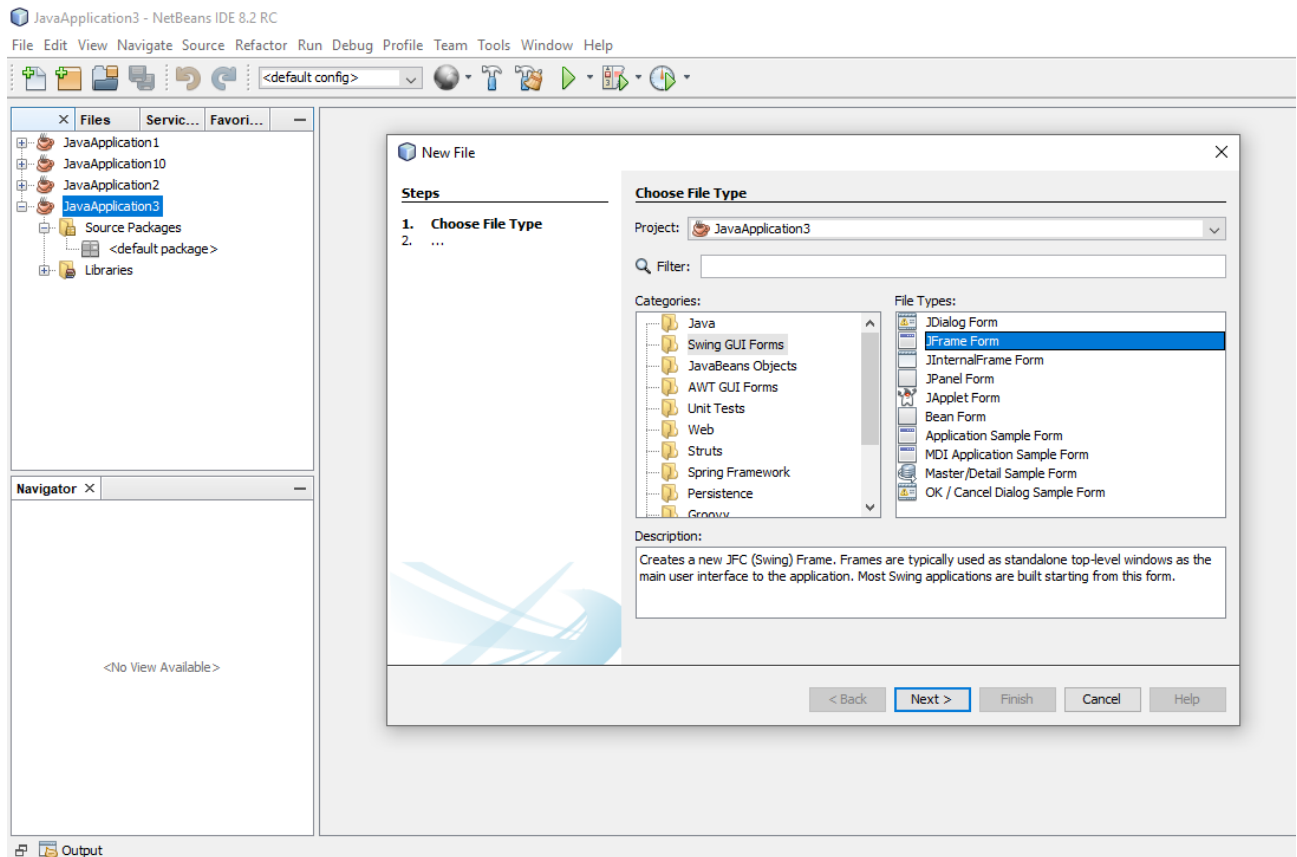 JavaApplication3 - NetBeans IDE 8.2 RC
File Edit View Navigate Source Refactor Run Debug Profile Team Tools Window Help
<default config>
Files Servic... Favori...
JavaApplication1
JavaApplication10
JavaApplication2
JavaApplication3
Source Packages
<default package>
Libraries
Navigator
<No View Available>
Output
New File
Steps
1. Choose File Type
2. ...
Choose File Type
Project: JavaApplication3
Filter:
Categories:
Java
Swing GUI Forms
JavaBeans Objects
AWT GUI Forms
Unit Tests
Web
Struts
Spring Framework
Persistence
Groovy
File Types:
JDialog Form
JFrame Form
JInternalFrame Form
JPanel Form
JApplet Form
Bean Form
Application Sample Form
MDI Application Sample Form
Master/Detail Sample Form
OK / Cancel Dialog Sample Form
Description:
Creates a new JFC (Swing) Frame. Frames are typically used as standalone top-level windows as the
main user interface to the application. Most Swing applications are built starting from this form.
< Back Next > Finish Cancel Help